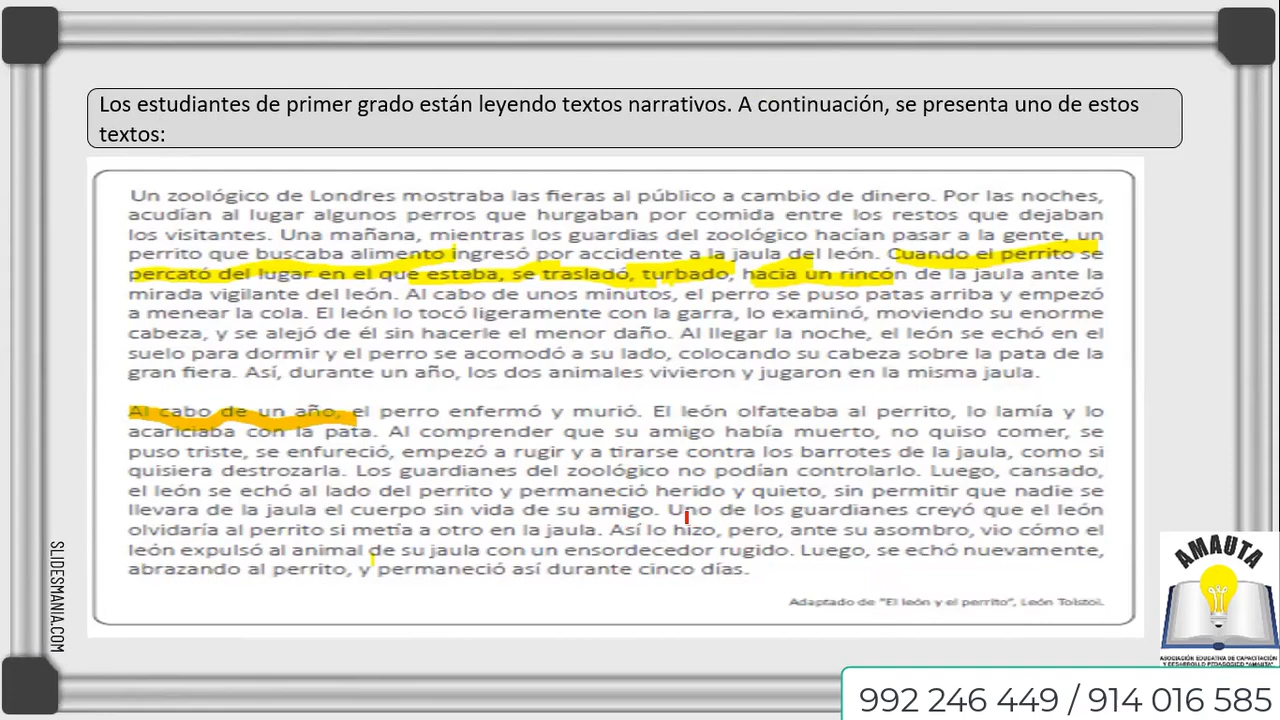 Los estudiantes de primer grado están leyendo textos narrativos. A continuación, se presenta uno de estos
textos:
Un zoológico de Londres mostraba las fieras al público a cambio de dinero. Por las noches,
acudían al lugar algunos perros que hurgaban por comida entre los restos que dejaban
los visitantes. Una mañana, mientras los guardias del zoológico hacían pasar a la gente, un
perrito que buscaba alimento ingresó por accidente a la jaula del león. Cuando el perrito se
percató del lugar en el que estaba, se trasladó, turbado, hacia un rincón de la jaula ante la
mirada vigilante del león. Al cabo de unos minutos, el perro se puso patas arriba y empezó
a menear la cola. El león lo tocó ligeramente con la garra, lo examinó, moviendo su enorme
cabeza, y se alejó de él sin hacerle el menor daño. Al llegar la noche, el león se echó en el
suelo para dormir y el perro se acomodó a su lado, colocando su cabeza sobre la pata de la
gran fiera. Así, durante un año, los dos animales vivieron y jugaron en la misma jaula.
Al cabo de un año, el perro enfermó y murió. El león olfateaba al perrito, lo lamía y lo
acariciaba con la pata. Al comprender que su amigo había muerto, no quiso comer, se
puso triste, se enfureció, empezó a rugir y a tirarse contra los barrotes de la jaula, como si
quisiera destrozarla. Los guardianes del zoológico no podían controlarlo. Luego, cansado,
el león se echó al lado del perrito y permaneció herido y quieto, sin permitir que nadie se
llevara de la jaula el cuerpo sin vida de su amigo. Uno de los guardianes creyó que el león
olvidaría al perrito si metía a otro en la jaula. Así lo hizo, pero, ante su asombro, vio cómo el
león expulsó al animal de su jaula con un ensordecedor rugido. Luego, se echó nuevamente,
abrazando al perrito, y permaneció así durante cinco días.
Adaptado de "El león y el perrito", León Tolstoi.
SLIDESMANIA.COM
AMAUTA
ASOCIACIÓN EDUCATIVA DE CAPACITACIÓN
Y DESARROLLO PEDAGÓGICO "AMAUTA"
992 246 449 / 914 016 585